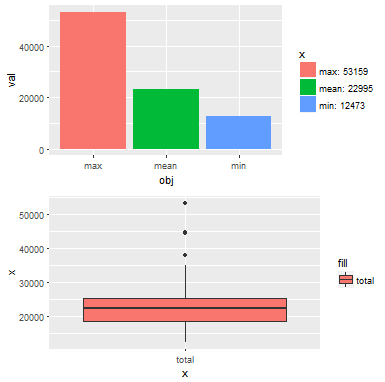 val
40000
20000
0
max
mean
min
obj
x
max: 53159
mean: 22995
min: 12473
x
50000
40000
30000
20000
total
x
fill
total